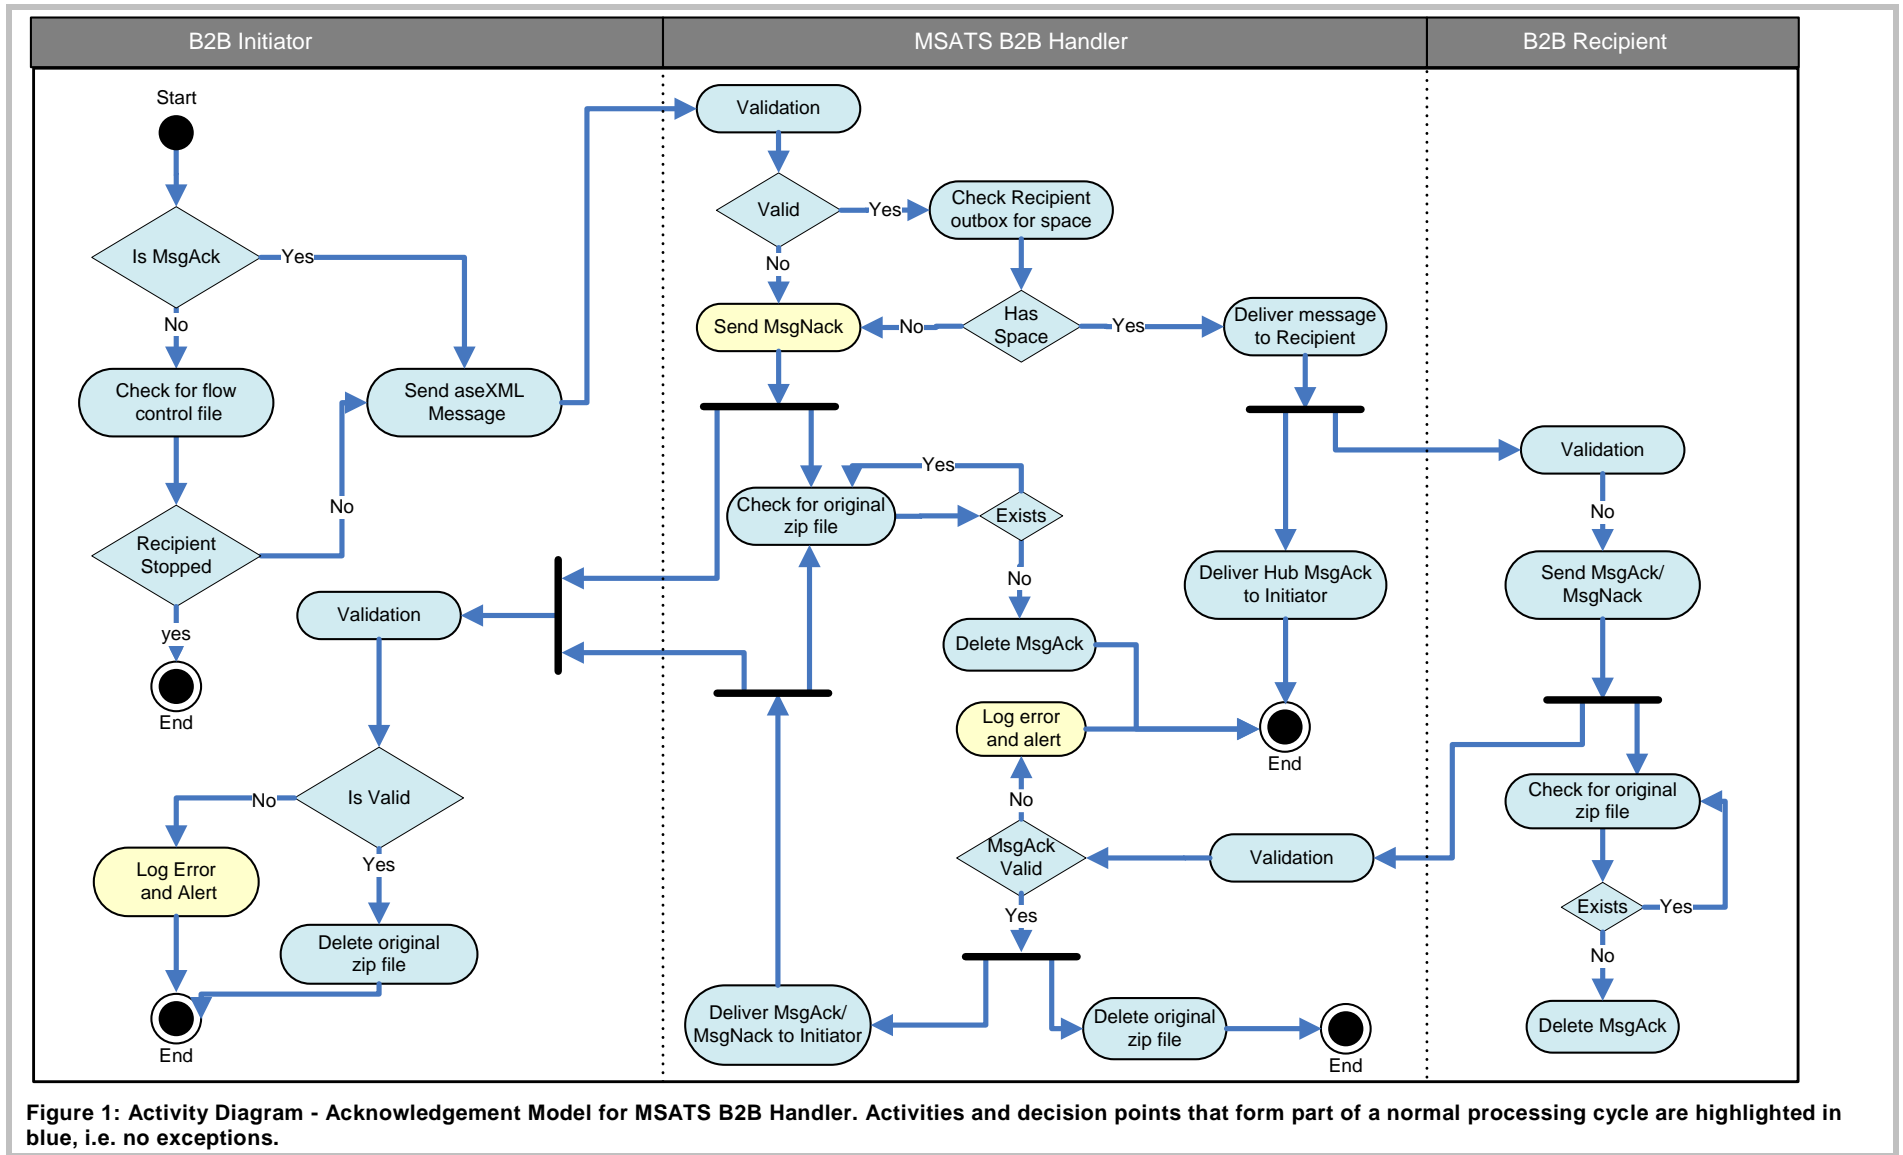 B2B Initiator
MSATS B2B Handler
B2B Recipient
Start
Is MsgAck
Yes
No
Check for flow
control file
Send aseXML
Message
No
Recipient
Stopped
yes
End
Validation
Is Valid
No
Yes
Log Error
and Alert
Delete original
zip file
End
Validation
Valid
Yes
Check Recipient
outbox for space
No
Send MsgNack
No
Has
Space
Yes
Deliver message
to Recipient
Yes
Check for original
zip file
Exists
No
Delete MsgAck
Deliver Hub MsgAck
to Initiator
Log error
and alert
End
No
MsgAck
Valid
Validation
Yes
Deliver MsgAck/
MsgNack to Initiator
Delete original
zip file
End
Validation
No
Send MsgAck/
MsgNack
Check for original
zip file
Exists
Yes
No
Delete MsgAck
Figure 1: Activity Diagram - Acknowledgement Model for MSATS B2B Handler. Activities and decision points that form part of a normal processing cycle are highlighted in
blue, i.e. no exceptions.